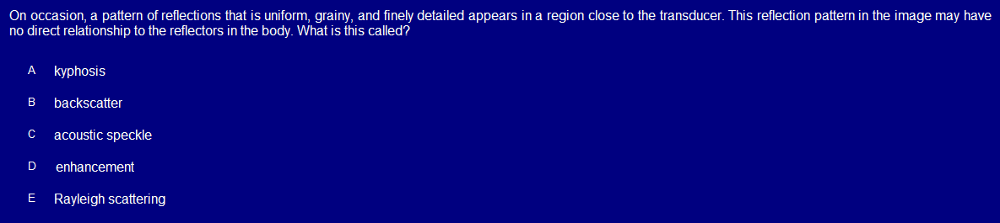 On occasion, a pattern of reflections that is uniform, grainy, and finely detailed appears in a region close to the transducer. This reflection pattern in the image may have
no direct relationship to the reflectors in the body. What is this called?
A kyphosis
B backscatter
C acoustic speckle
D enhancement
E Rayleigh scattering